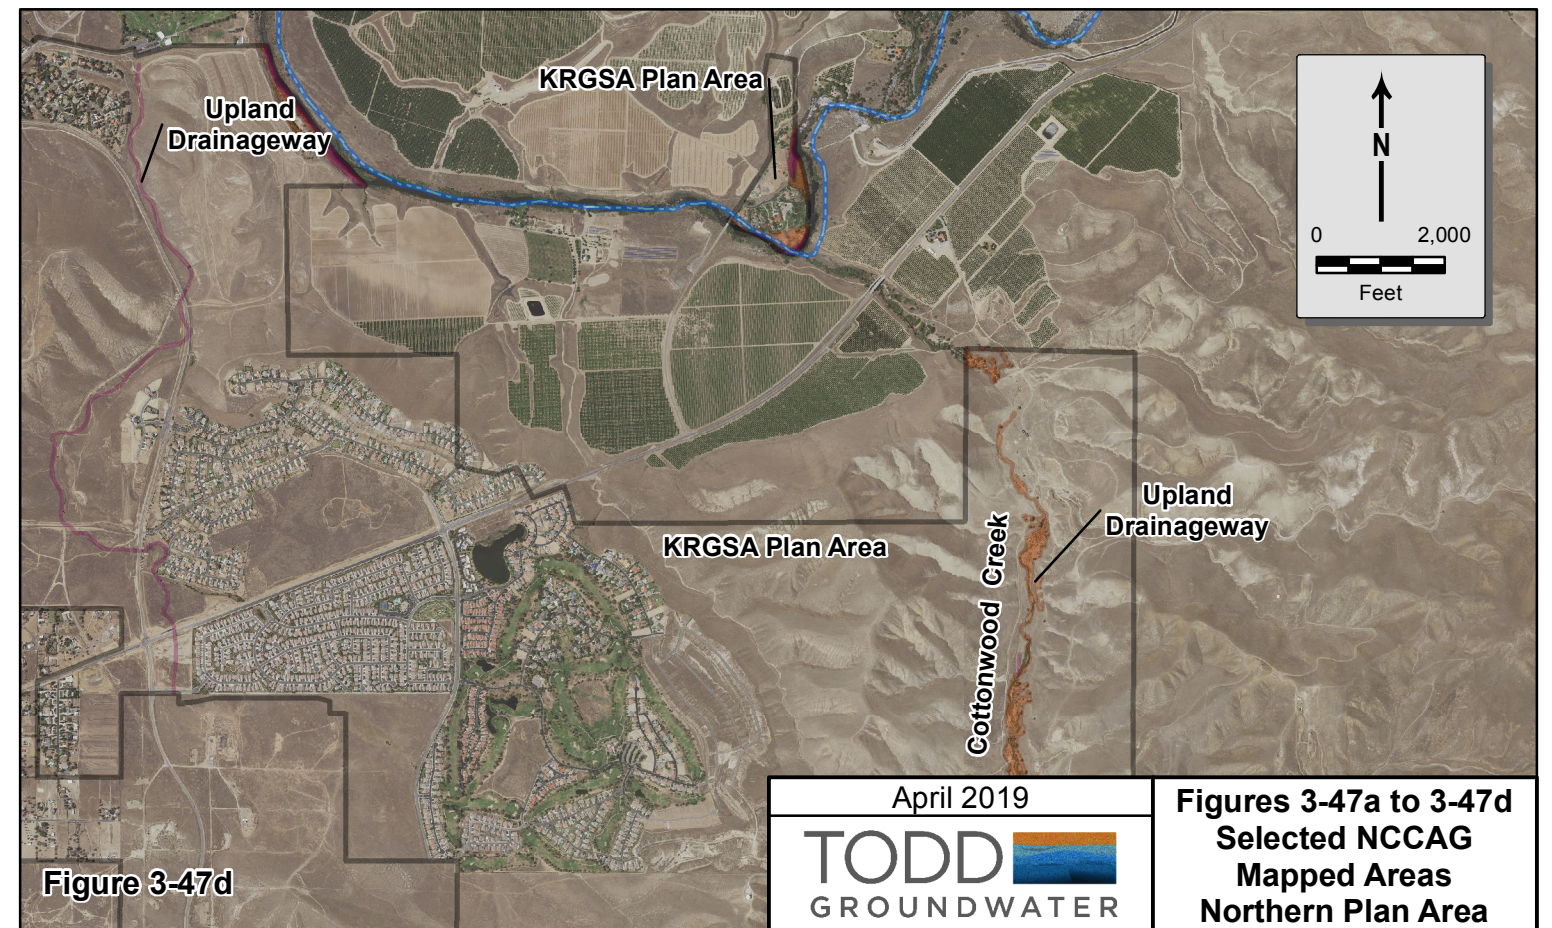 KRGSA Plan Area
Upland
Drainageway
N
0 2,000
Feet
Upland
Drainageway
KRGSA Plan Area
Cottonwood Creek
Figure 3-47d
April 2019
TODD
GROUNDWATER
Figures 3-47a to 3-47d
Selected NCCAG
Mapped Areas
Northern Plan Area